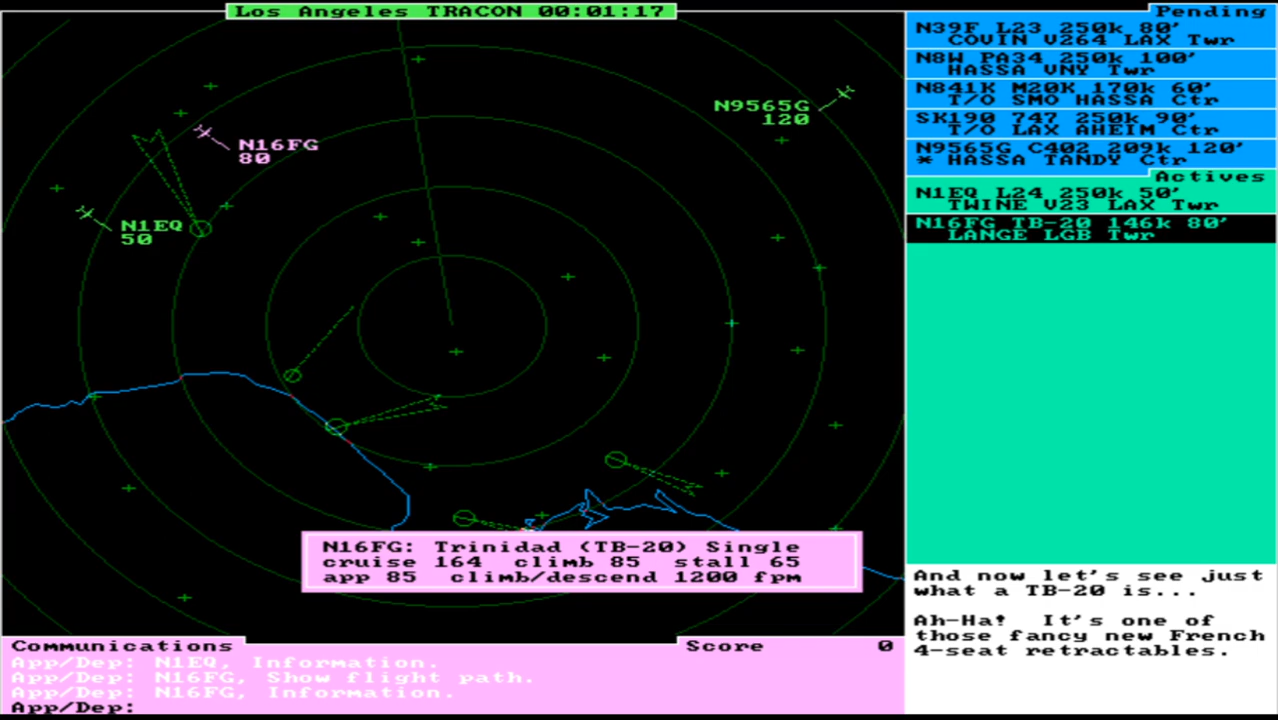 Los Angeles TRACON 00:01:17
N9565G
120
N16FG
80
N1EQ
50
N16FG: Trinidad (TB-20) Single
cruise 164 climb 85 stall 65
app 85 climb/descend 1200 fpm
Communications
Score 0
App/Dep: N1EQ, Information.
App/Dep: N16FG, Show flight path.
App/Dep: N16FG, Information.
App/Dep:
Pending
N39F L23 250k 80'
COVIN V264 LAX Twr
N8W PA34 250k 100'
HASSA VNY Twr
N841K M20K 170k 60'
T/O SMO HASSA Ctr
SK190 747 250k 90'
T/O LAX AHEIM Ctr
N9565G C402 209k 120'
* HASSA TANDY Ctr
Actives
N1EQ L24 250k 50'
TWINE V23 LAX Twr
N16FG TB-20 146k 80'
LANGE LGB Twr
And now let's see just
what a TB-20 is...
Ah-Ha! It's one of
those fancy new French
4-seat retractables.